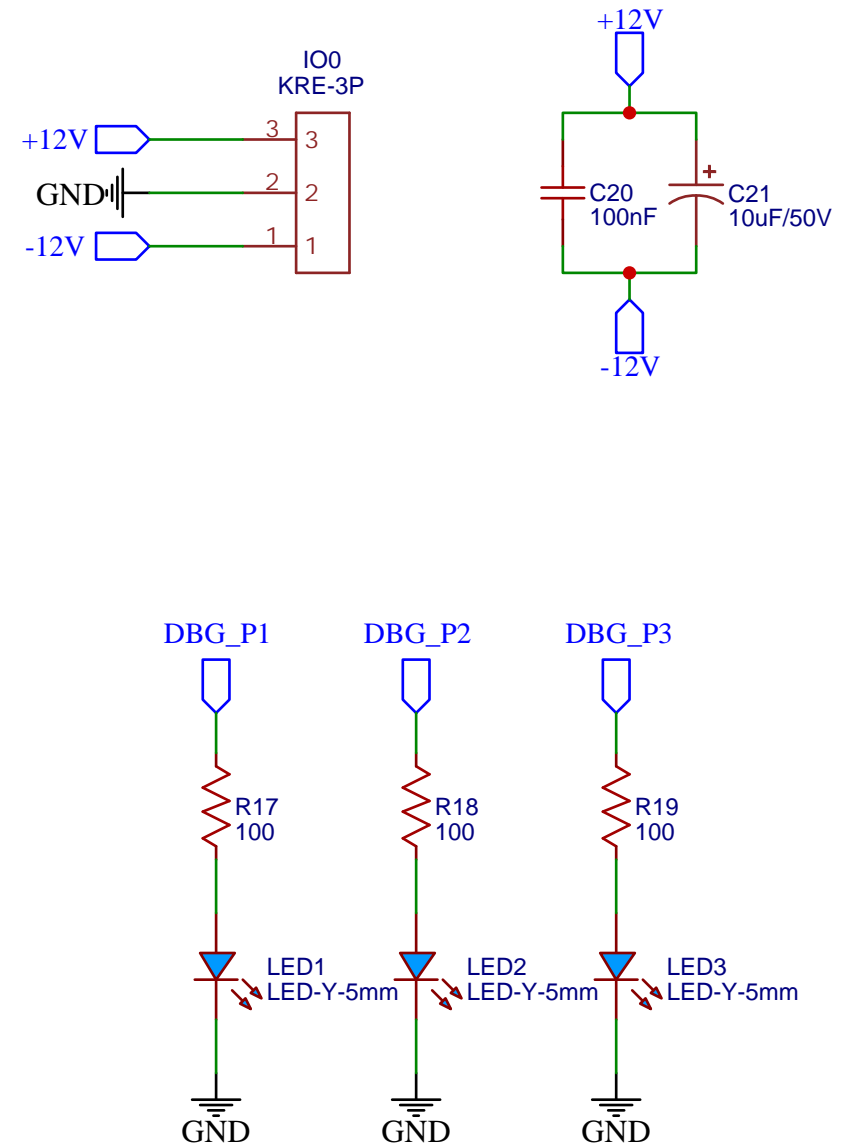 IO0
KRE-3P
+12V
3
3
GND
2
2
-12V
1
1
+12V
+
C20
100nF
C21
10uF/50V
-12V
DBG_P1
DBG_P2
DBG_P3
R17
100
R18
100
R19
100
LED1
LED-Y-5mm
LED2
LED-Y-5mm
LED3
LED-Y-5mm
GND
GND
GND